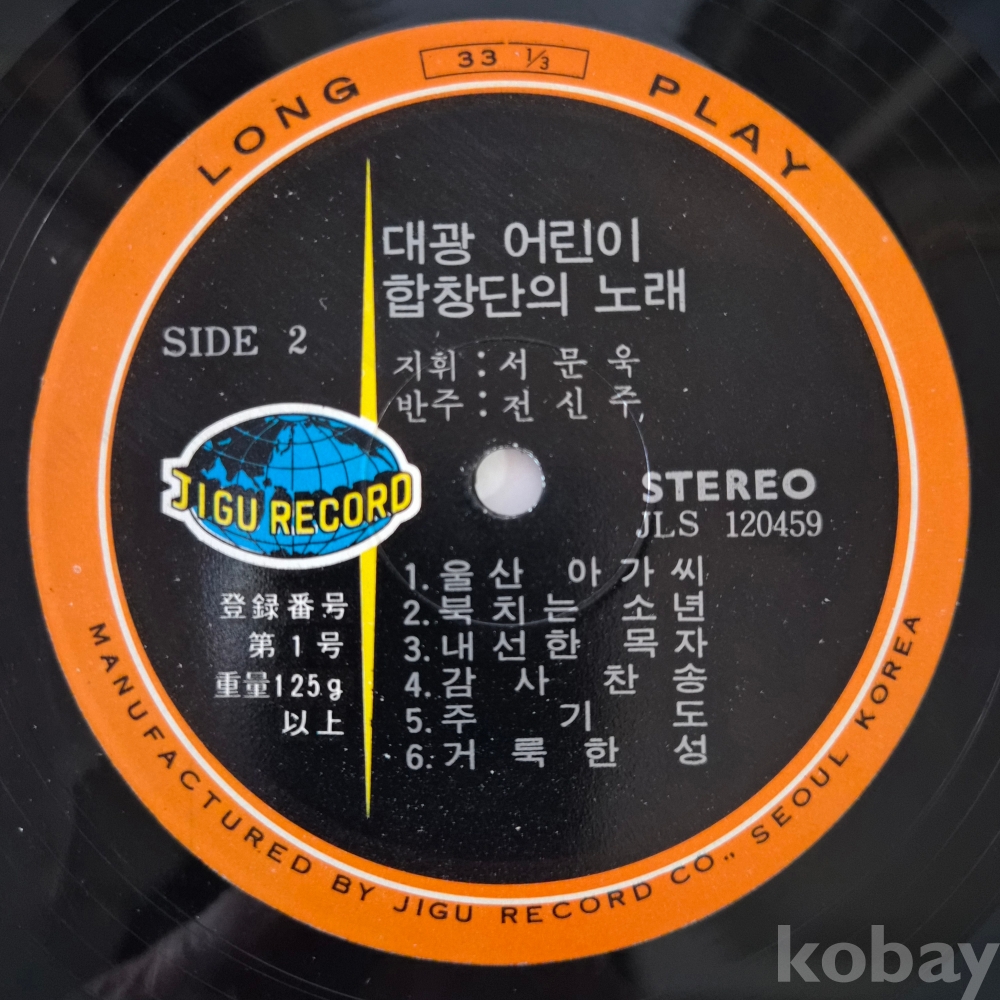 LONG PLAY
33 1/3
대광 어린이
합창단의 노래
SIDE 2
지휘 : 서 문 욱
반주 : 전 신 주
JIGU RECORD
STEREO
JLS 120459
1. 울 산 아 가 씨
2. 북 치 는 소 년
3. 내 선 한 목 자
4. 감 사 찬 송
5. 주 기 도
6. 거 룩 한 성
登録番号
第1号
重量125g
以上
MANUFACTURED BY JIGU RECORD CO., SEOUL KOREA
kobay